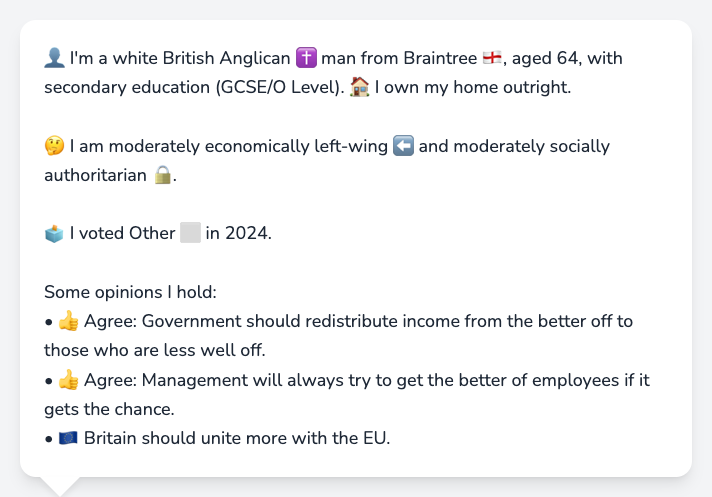 👤 I'm a white British Anglican ✝️ man from Braintree 🏴󠁧󠁢󠁥󠁮󠁧󠁿, aged 64, with
secondary education (GCSE/O Level). 🏠 I own my home outright.
🤔 I am moderately economically left-wing ⬅️ and moderately socially
authoritarian 🔒.
🗳️ I voted Other ⬜ in 2024.
Some opinions I hold:
• 👍 Agree: Government should redistribute income from the better off to
those who are less well off.
• 👍 Agree: Management will always try to get the better of employees if it
gets the chance.
• 🇪🇺 Britain should unite more with the EU.